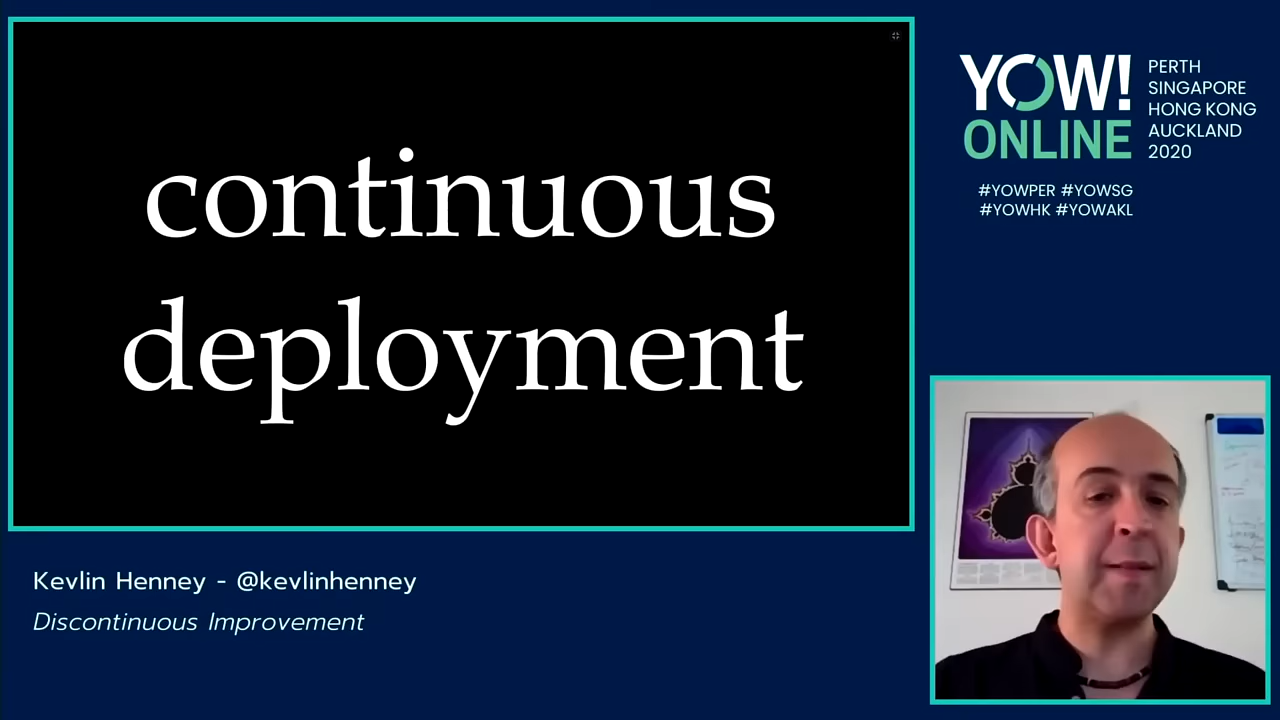 continuous
deployment
YOW!
ONLINE
PERTH
SINGAPORE
HONG KONG
AUCKLAND
2020
#YOWPER #YOWSG
#YOWHK #YOWAKL
Kevlin Henney - @kevlinhenney
Discontinuous Improvement